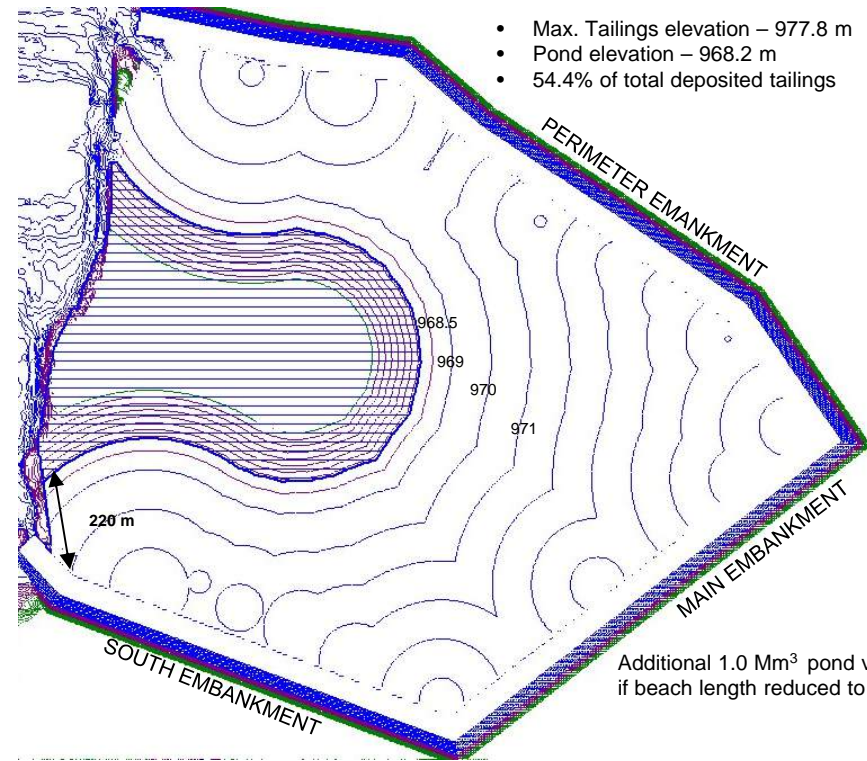 • Max. Tailings elevation – 977.8 m
• Pond elevation – 968.2 m
• 54.4% of total deposited tailings
PERIMETER EMANKMENT
968.5
969
970
971
220 m
MAIN EMBANKMENT
SOUTH EMBANKMENT
Additional 1.0 Mm³ pond
if beach length reduced to